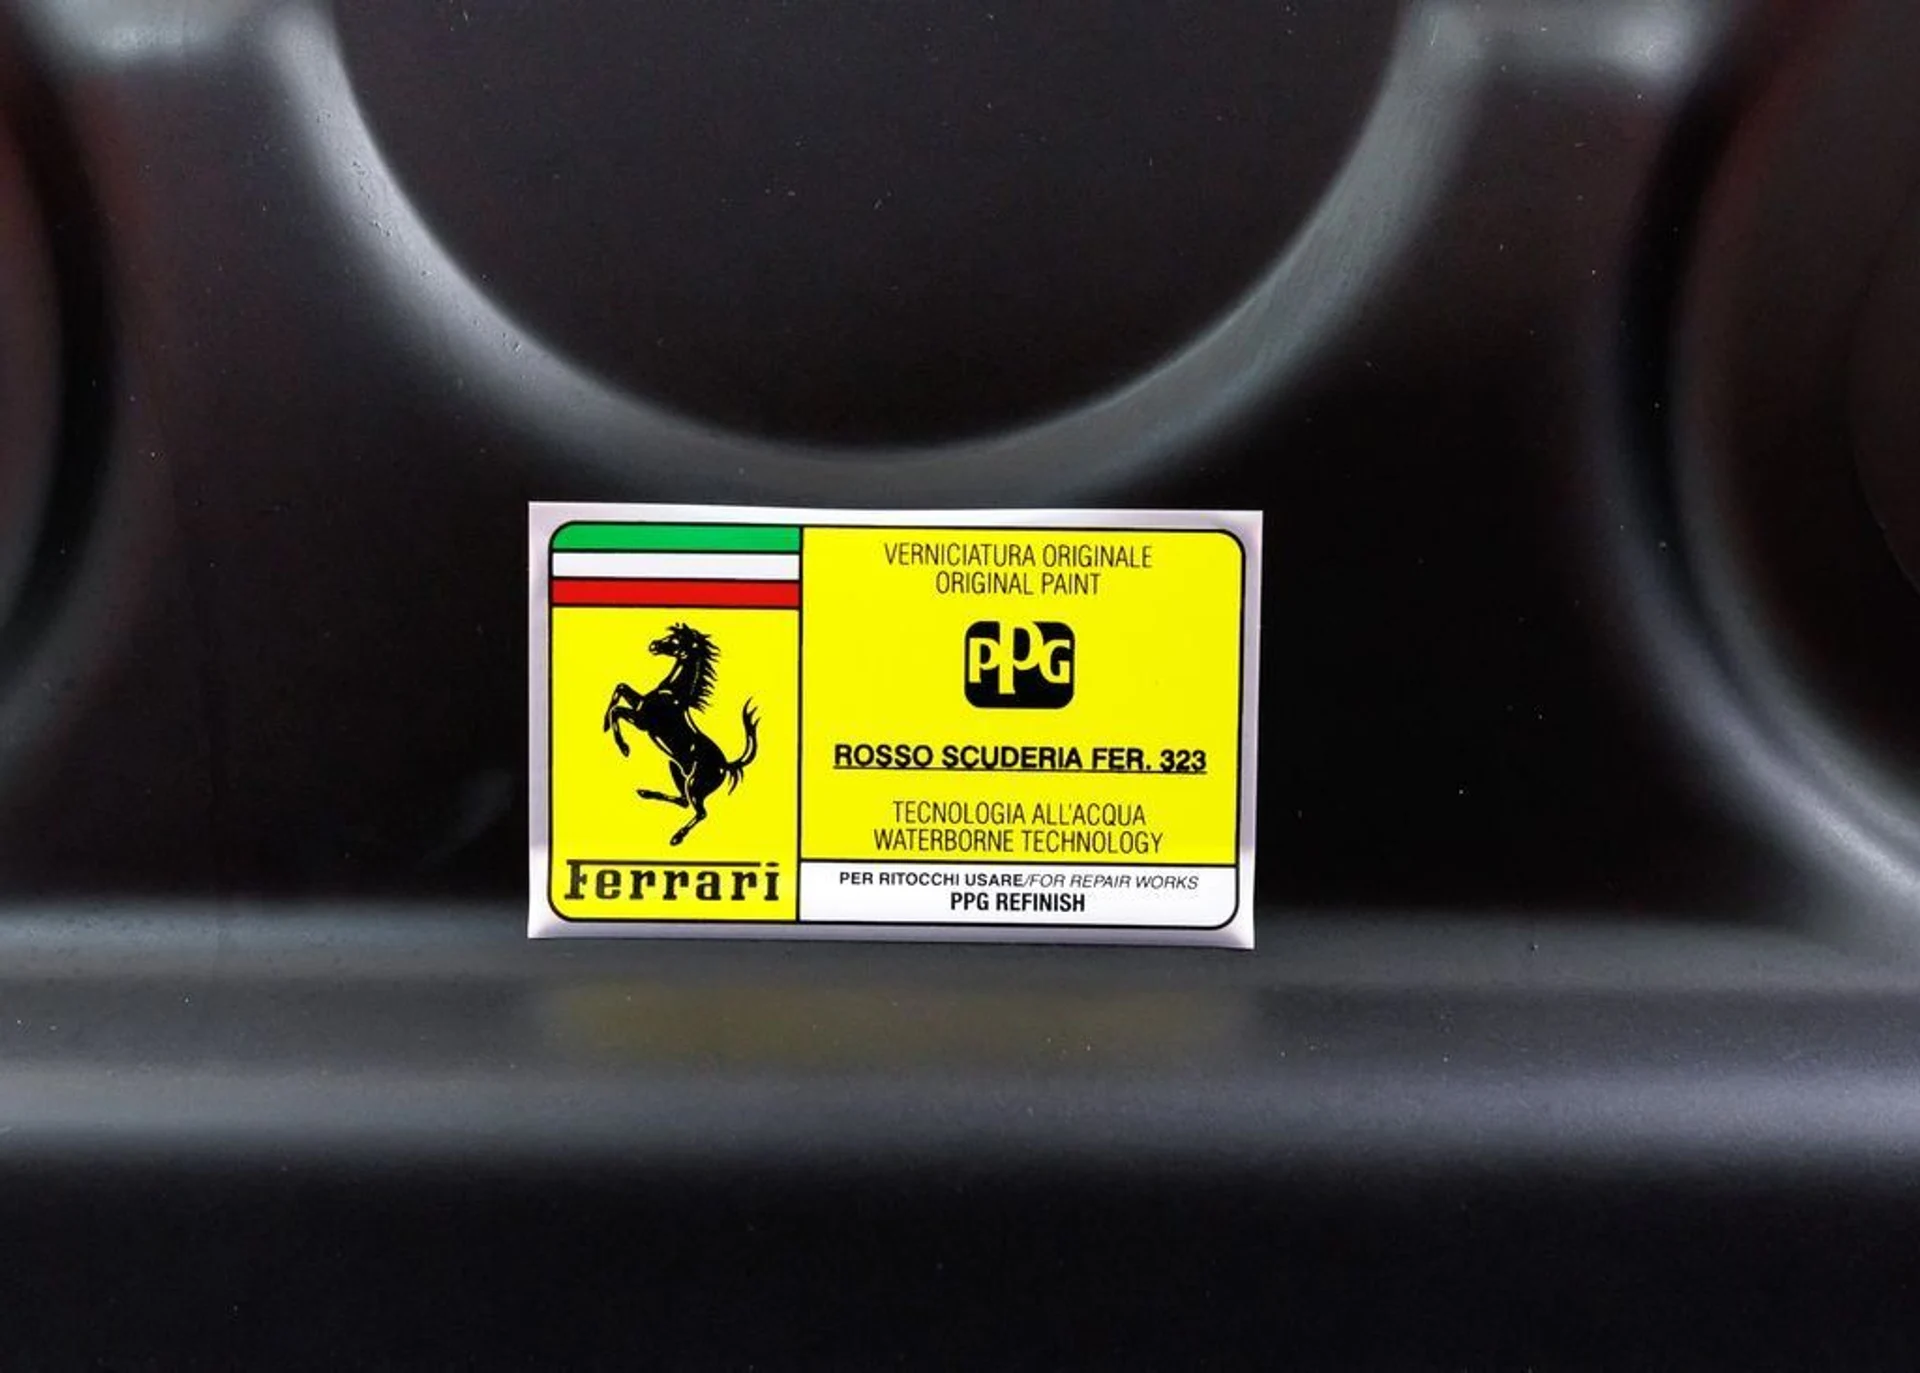 VERNICIATURA ORIGINALE
ORIGINAL PAINT
PPG
ROSSO SCUDERIA FER. 323
TECNOLOGIA ALL'ACQUA
WATERBORNE TECHNOLOGY
Ferrari
PER RITOCCHI USARE/FOR REPAIR WORKS
PPG REFINISH